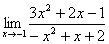 lim x→-1 (3x² + 2x - 1)/(- x² + x + 2)